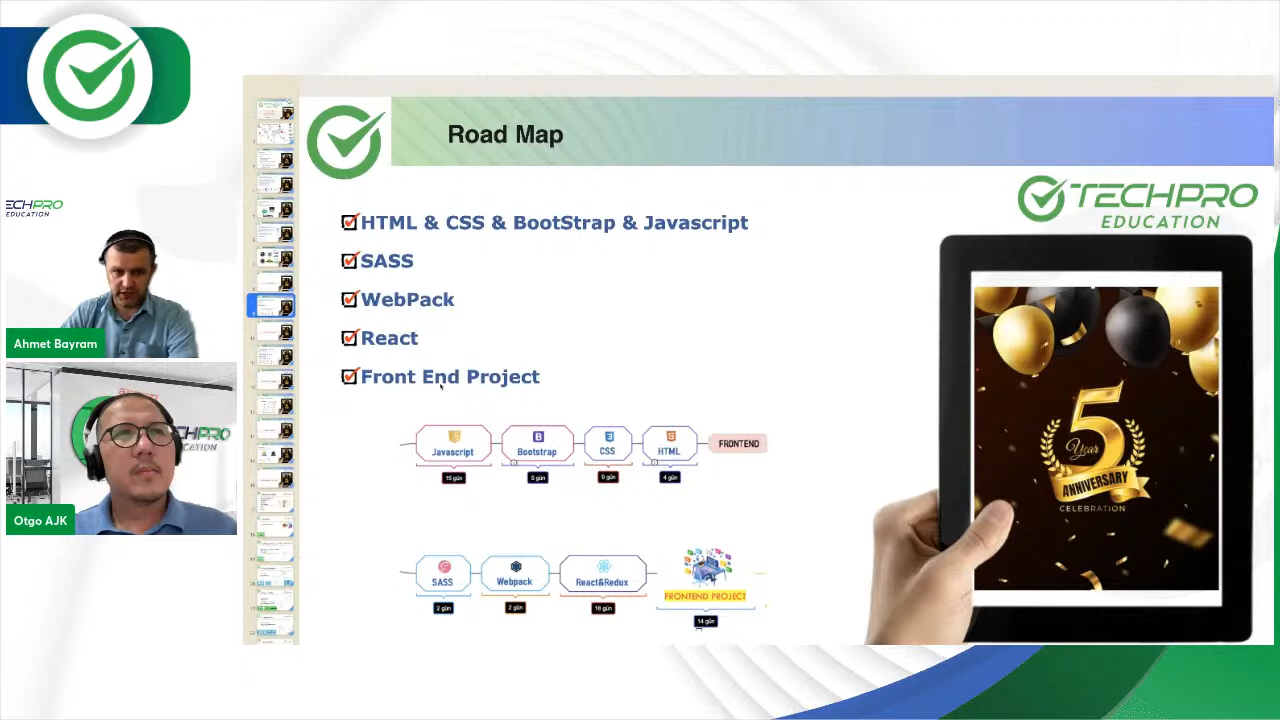 Road Map
TECHPRO
EDUCATION
HTML & CSS & BootStrap & Javascript
SASS
WebPack
React
Front End Project
Javascript
Bootstrap
CSS
HTML
FRONTEND
15 gün
5 gün
9 gün
4 gün
SASS
Webpack
React&Redux
FRONTEND PROJECT
2 gün
2 gün
18 gün
14 gün
5
Year
ANNIVERSARY
CELEBRATION
ECHPRO
EDUCATION
Ahmet Bayram
PRO
Otgo AJK